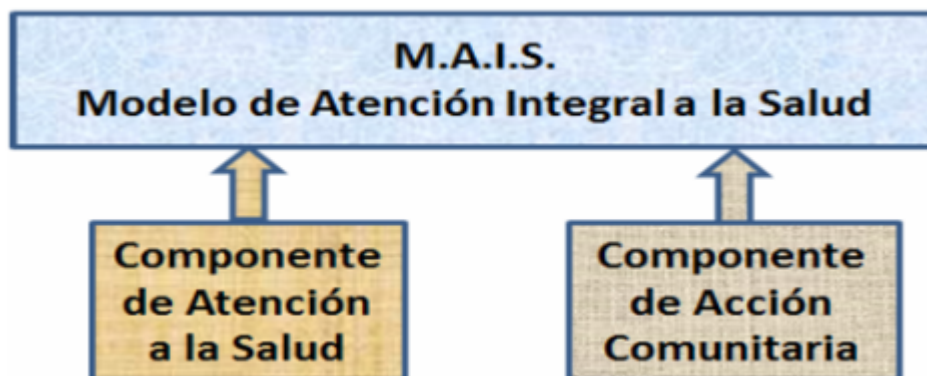 M.A.I.S.
Modelo de Atención Integral a la Salud
Componente
de Atención
a la Salud
Componente
de Acción
Comunitaria